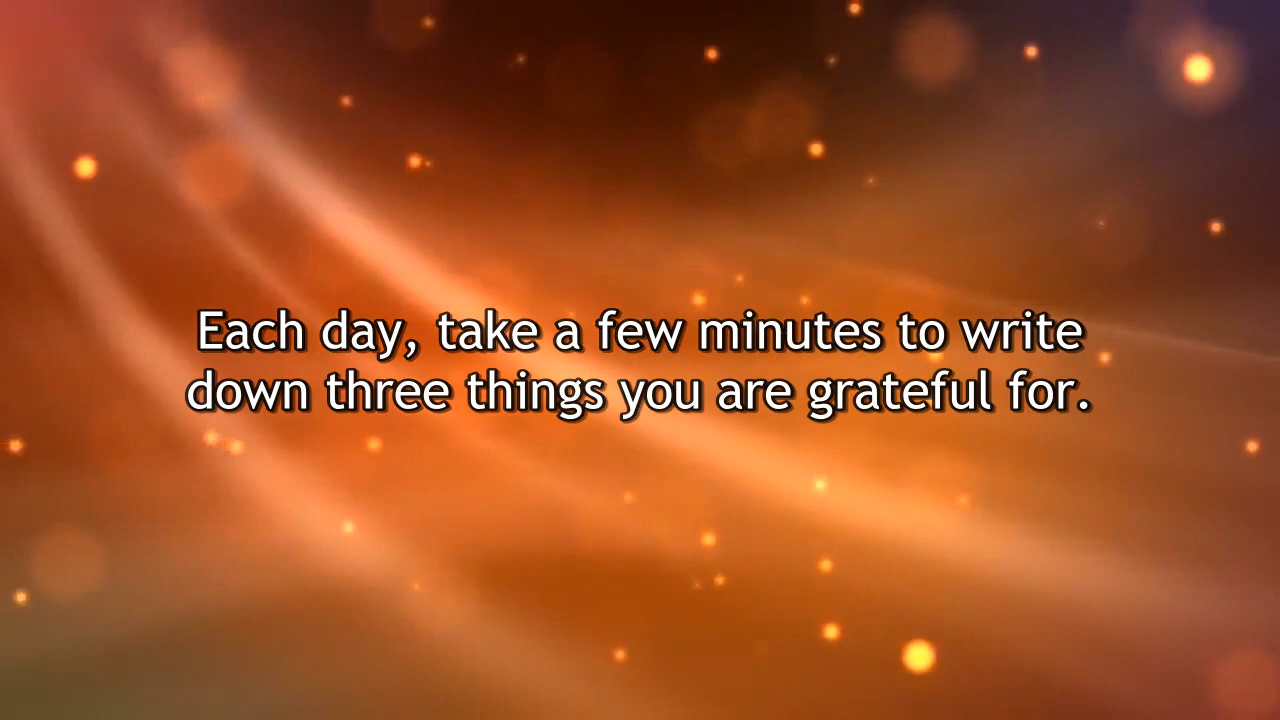 Each day, take a few minutes to write
down three things you are grateful for.